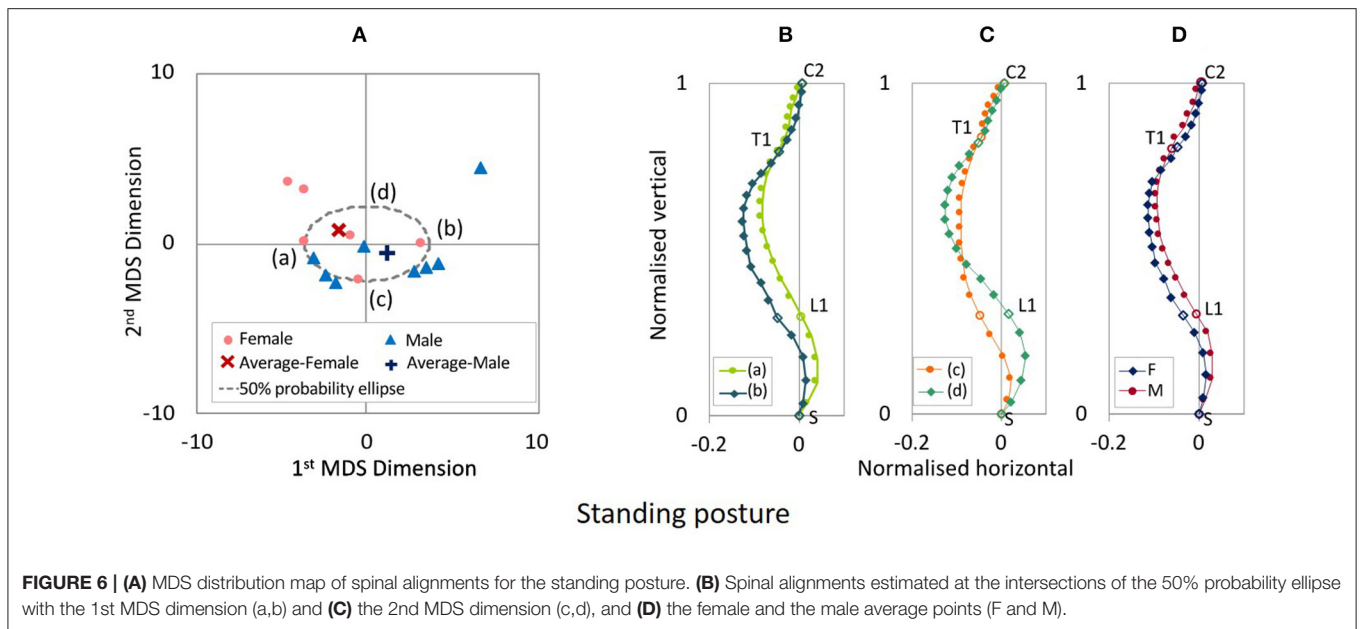 A
B
C
D
10
0
-10
-10
0
10
2nd MDS Dimension
1st MDS Dimension
(d)
(b)
(a)
(c)
Female
Male
Average-Female
Average-Male
50% probability ellipse
Normalised vertical
1
0
C2
T1
L1
S
(a)
(b)
-0.2
0
1
0
C2
T1
L1
S
(c)
(d)
-0.2
0
1
0
C2
T1
L1
S
F
M
-0.2
0
Normalised horizontal
Standing posture
FIGURE 6 | (A) MDS distribution map of spinal alignments for the standing posture. (B) Spinal alignments estimated at the intersections of the 50% probability ellipse
with the 1st MDS dimension (a,b) and (C) the 2nd MDS dimension (c,d), and (D) the female and the male average points (F and M).